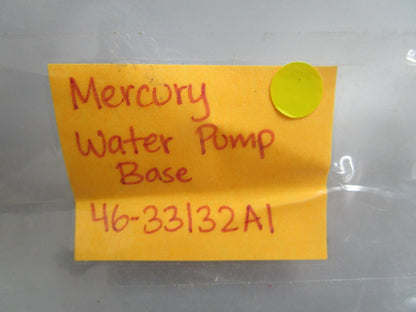 Mercury
Water Pump
Base
46-33132A1